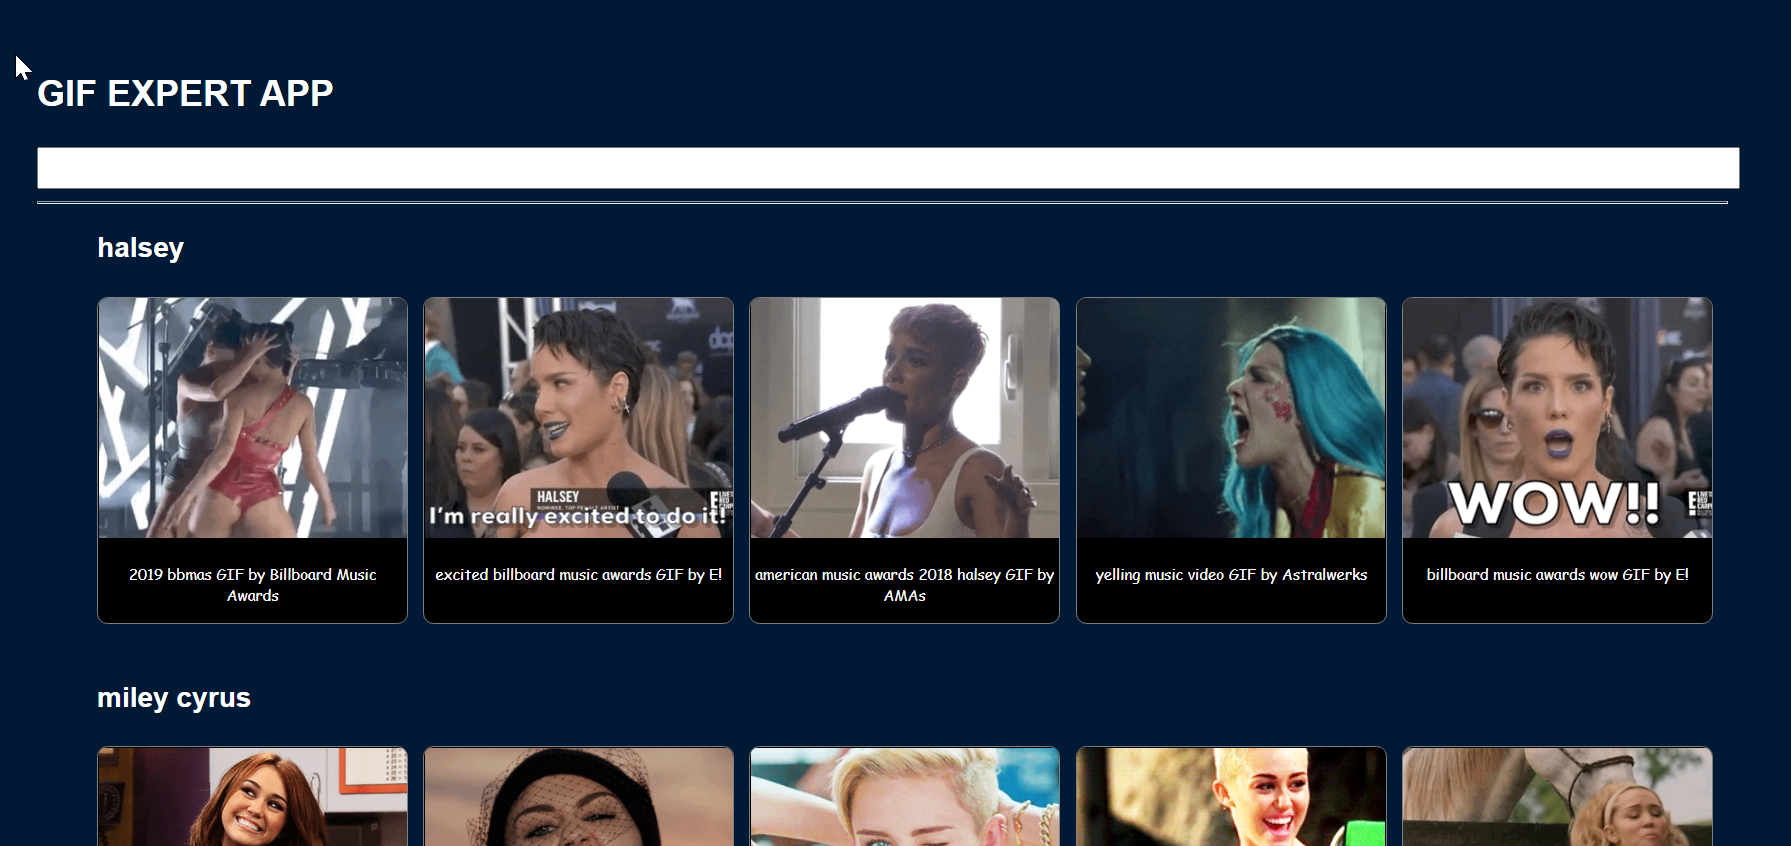 GIF EXPERT APP
halsey
HALSEY
I'm really excited to do it!
WOW!!
2019 bbmas GIF by Billboard Music
Awards
excited billboard music awards GIF by E!
american music awards 2018 halsey GIF by
AMAs
yelling music video GIF by Astralwerks
billboard music awards wow GIF by E!
miley cyrus